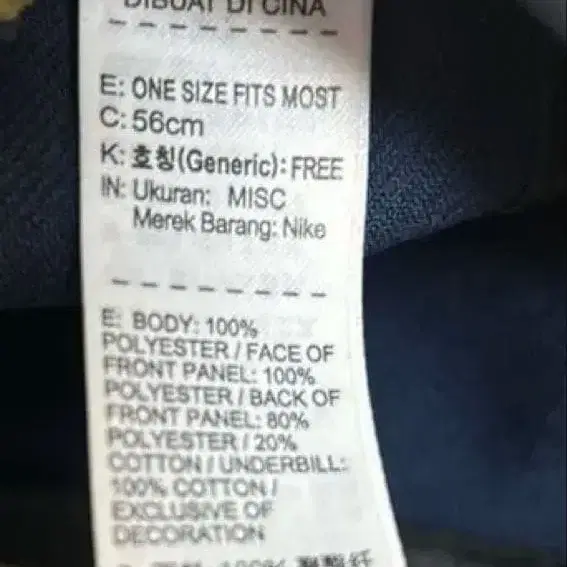 DIBUAT DI CINA
E: ONE SIZE FITS MOST
C: 56cm
K: 호칭(Generic): FREE
IN: Ukuran: MISC
Merek Barang: Nike
E: BODY: 100%
POLYESTER / FACE OF
FRONT PANEL: 100%
POLYESTER / BACK OF
FRONT PANEL: 80%
POLYESTER / 20%
COTTON / UNDERBILL:
100% COTTON /
EXCLUSIVE OF
DECORATION
100%